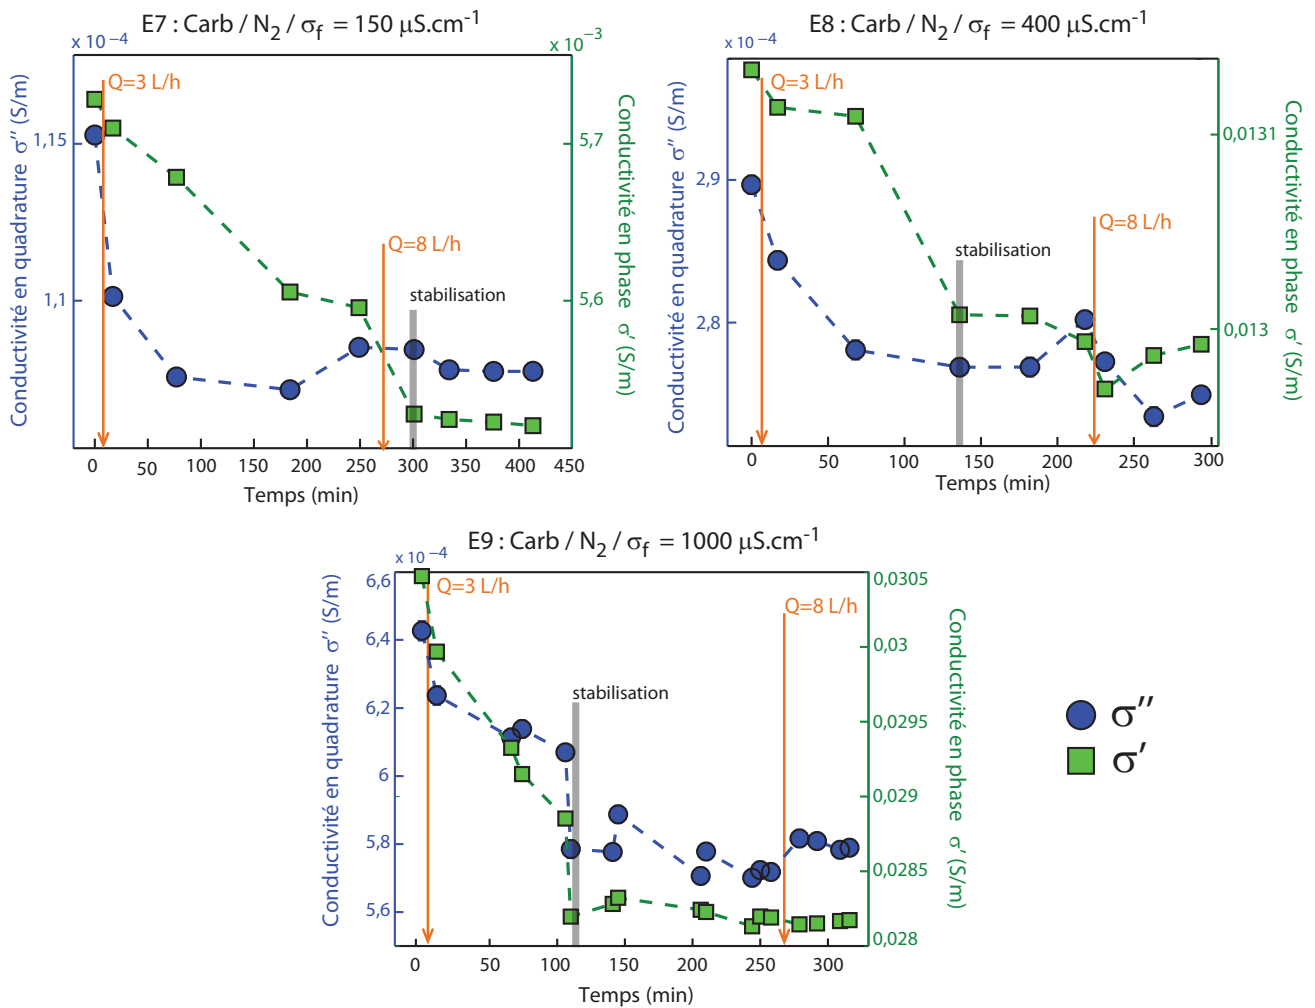 E7 : Carb / N2 / σf = 150 μS.cm-1
x 10-4
x 10-3
Q=3 L/h
1,15
1,1
5,7
5,6
Q=8 L/h
stabilisation
Conductivité en quadrature σ'' (S/m)
Conductivité en phase σ' (S/m)
0 50 100 150 200 250 300 350 400 450
Temps (min)
E8 : Carb / N2 / σf = 400 μS.cm-1
x 10-4
Q=3 L/h
2,9
2,8
0,0131
0,013
Q=8 L/h
stabilisation
Conductivité en quadrature σ'' (S/m)
Conductivité en phase σ' (S/m)
0 50 100 150 200 250 300
Temps (min)
E9 : Carb / N2 / σf = 1000 μS.cm-1
x 10-4
6,6
6,4
6,2
6
5,8
5,6
0,0305
0,03
0,0295
0,029
0,0285
0,028
Q=3 L/h
Q=8 L/h
stabilisation
Conductivité en quadrature σ'' (S/m)
Conductivité en phase σ' (S/m)
0 50 100 150 200 250 300
Temps (min)
σ''
σ'